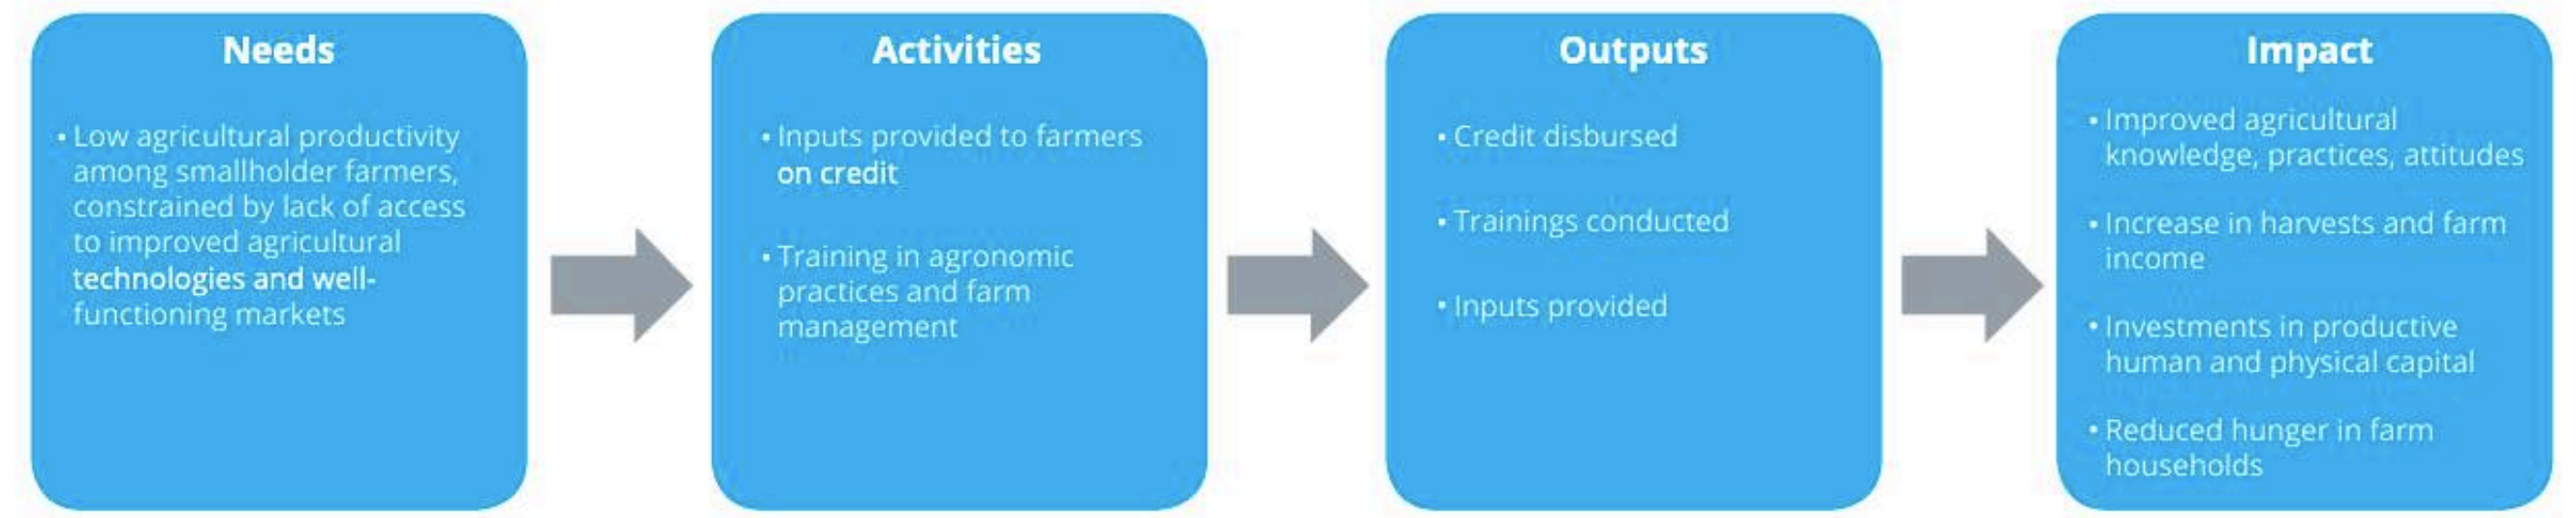 Needs
• Low agricultural productivity
among smallholder farmers,
constrained by lack of access
to improved agricultural
technologies and well-
functioning markets
Activities
• Inputs provided to farmers
on credit
• Training in agronomic
practices and farm
management
Outputs
• Credit disbursed
• Trainings conducted
• Inputs provided
Impact
• Improved agricultural
knowledge, practices, attitudes
• Increase in harvests and farm
income
• Investments in productive
human and physical capital
• Reduced hunger in farm
households